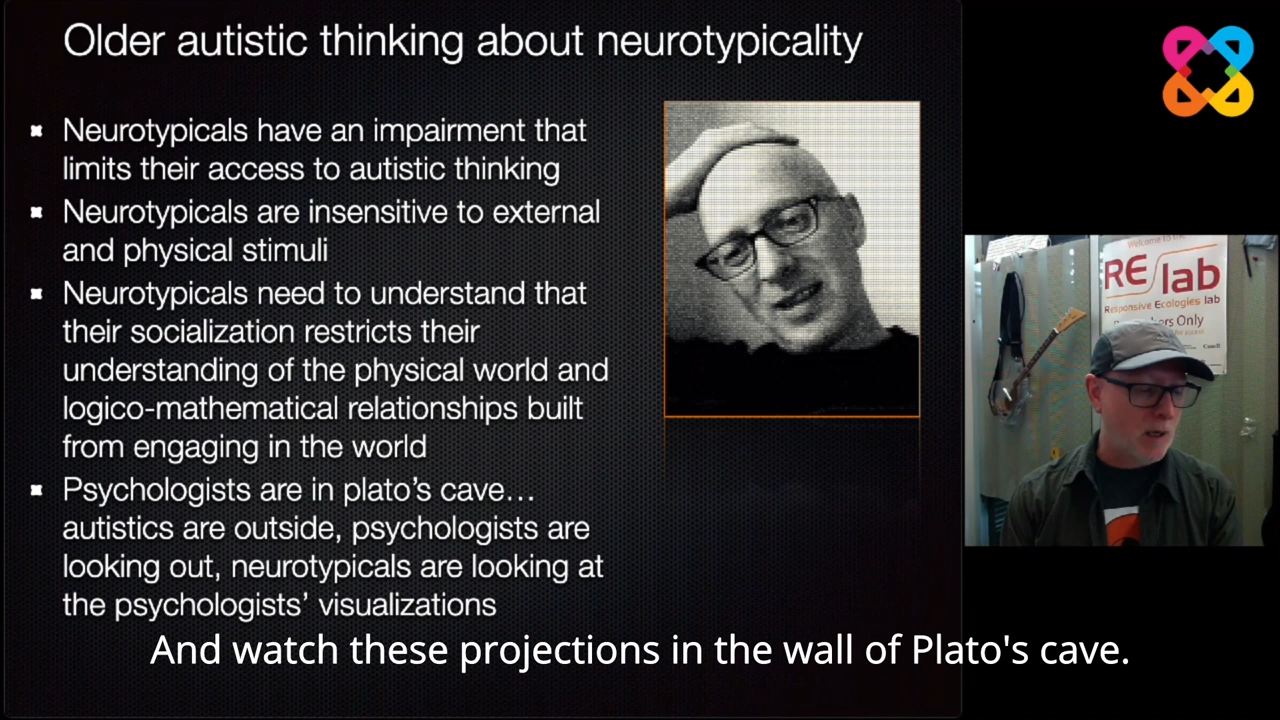 Older autistic thinking about neurotypicality
Neurotypicals have an impairment that
limits their access to autistic thinking
Neurotypicals are insensitive to external
and physical stimuli
Neurotypicals need to understand that
their socialization restricts their
understanding of the physical world and
logico-mathematical relationships built
from engaging in the world
Psychologists are in plato’s cave…
autistics are outside, psychologists are
looking out, neurotypicals are looking at
the psychologists’ visualizations
Welcome to the
RE lab
Responsive Ecologies lab
Only
And watch these projections in the wall of Plato's cave.